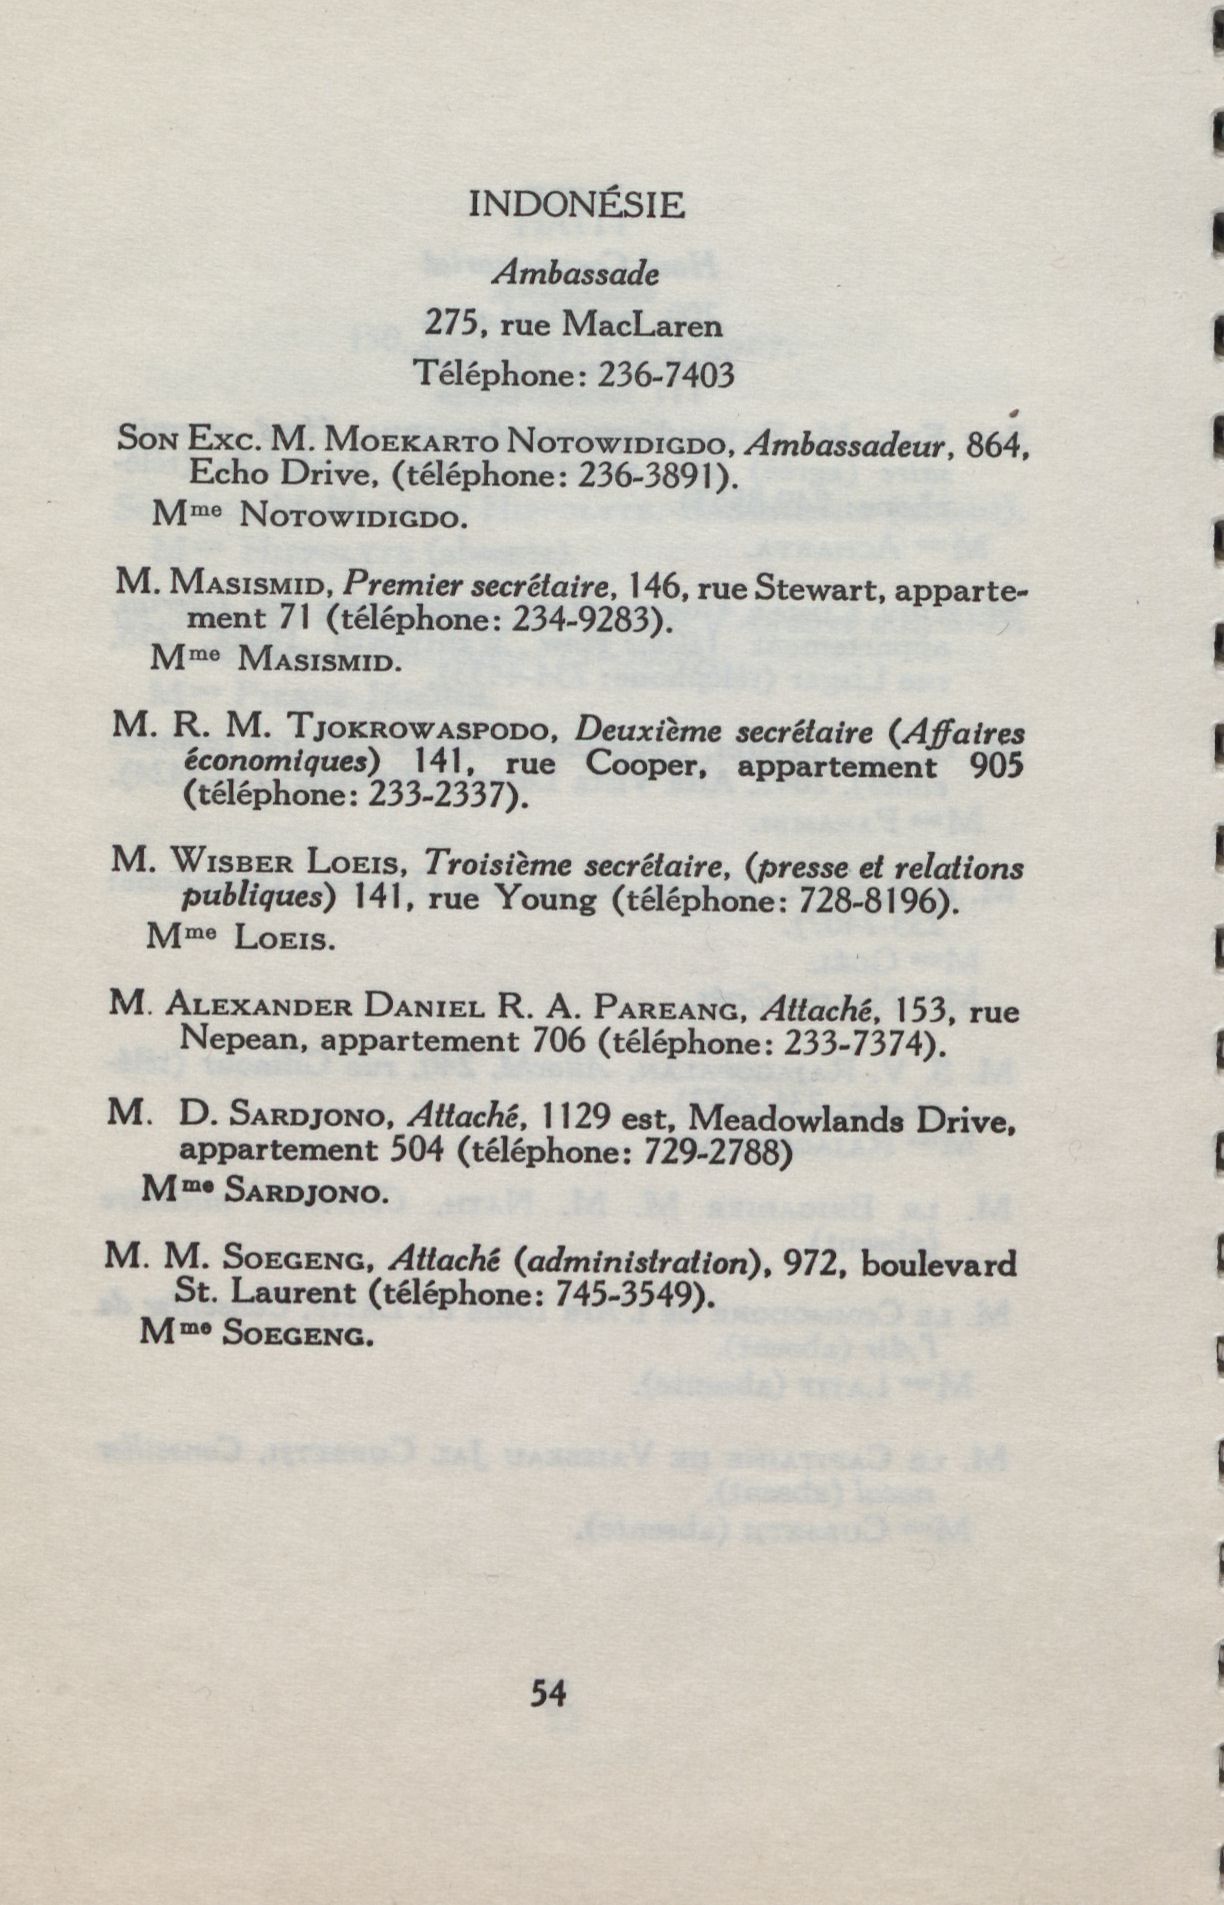 INDONÉSIE
Ambassade
275, rue MacLaren
Téléphone: 236-7403
SON EXC. M. MOEKARTO NOTOWIDIGDO, Ambassadeur, 864,
Echo Drive, (téléphone: 236-3891).
Mme NOTOWIDIGDO.
M. MASISMID, Premier secrétaire, 146, rue Stewart, apparte-
ment 71 (téléphone: 234-9283).
Mme MASISMID.
M. R. M. TJOKROWASPODO, Deuxième secrétaire (Affaires
économiques) 141, rue Cooper, appartement 905
(téléphone: 233-2337).
M. WISBER LOEIS, Troisième secrétaire, (presse et relations
publiques) 141, rue Young (téléphone: 728-8196).
Mme LOEIS.
M. ALEXANDER DANIEL R. A. PAREANG, Attaché, 153, rue
Nepean, appartement 706 (téléphone: 233-7374).
M. D. SARDJONO, Attaché, 1129 est, Meadowlands Drive,
appartement 504 (téléphone: 729-2788)
Mme SARDJONO.
M. M. SOEGENG, Attaché (administration), 972, boulevard
St. Laurent (téléphone: 745-3549).
Mme SOEGENG.
54